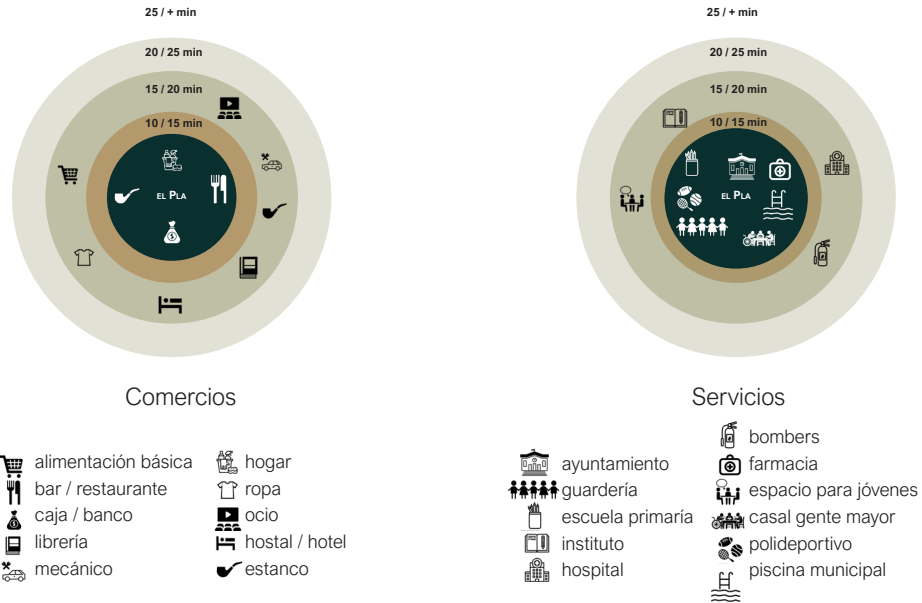 25 / + min
20 / 25 min
15 / 20 min
10 / 15 min
EL PLA
Comercios
alimentación básica
bar / restaurante
caja / banco
librería
mecánico
hogar
ropa
ocio
hostal / hotel
estanco
25 / + min
20 / 25 min
15 / 20 min
10 / 15 min
EL PLA
Servicios
ayuntamiento
guardería
escuela primaría
instituto
hospital
bombers
farmacia
espacio para jóvenes
casal gente mayor
polideportivo
piscina municipal